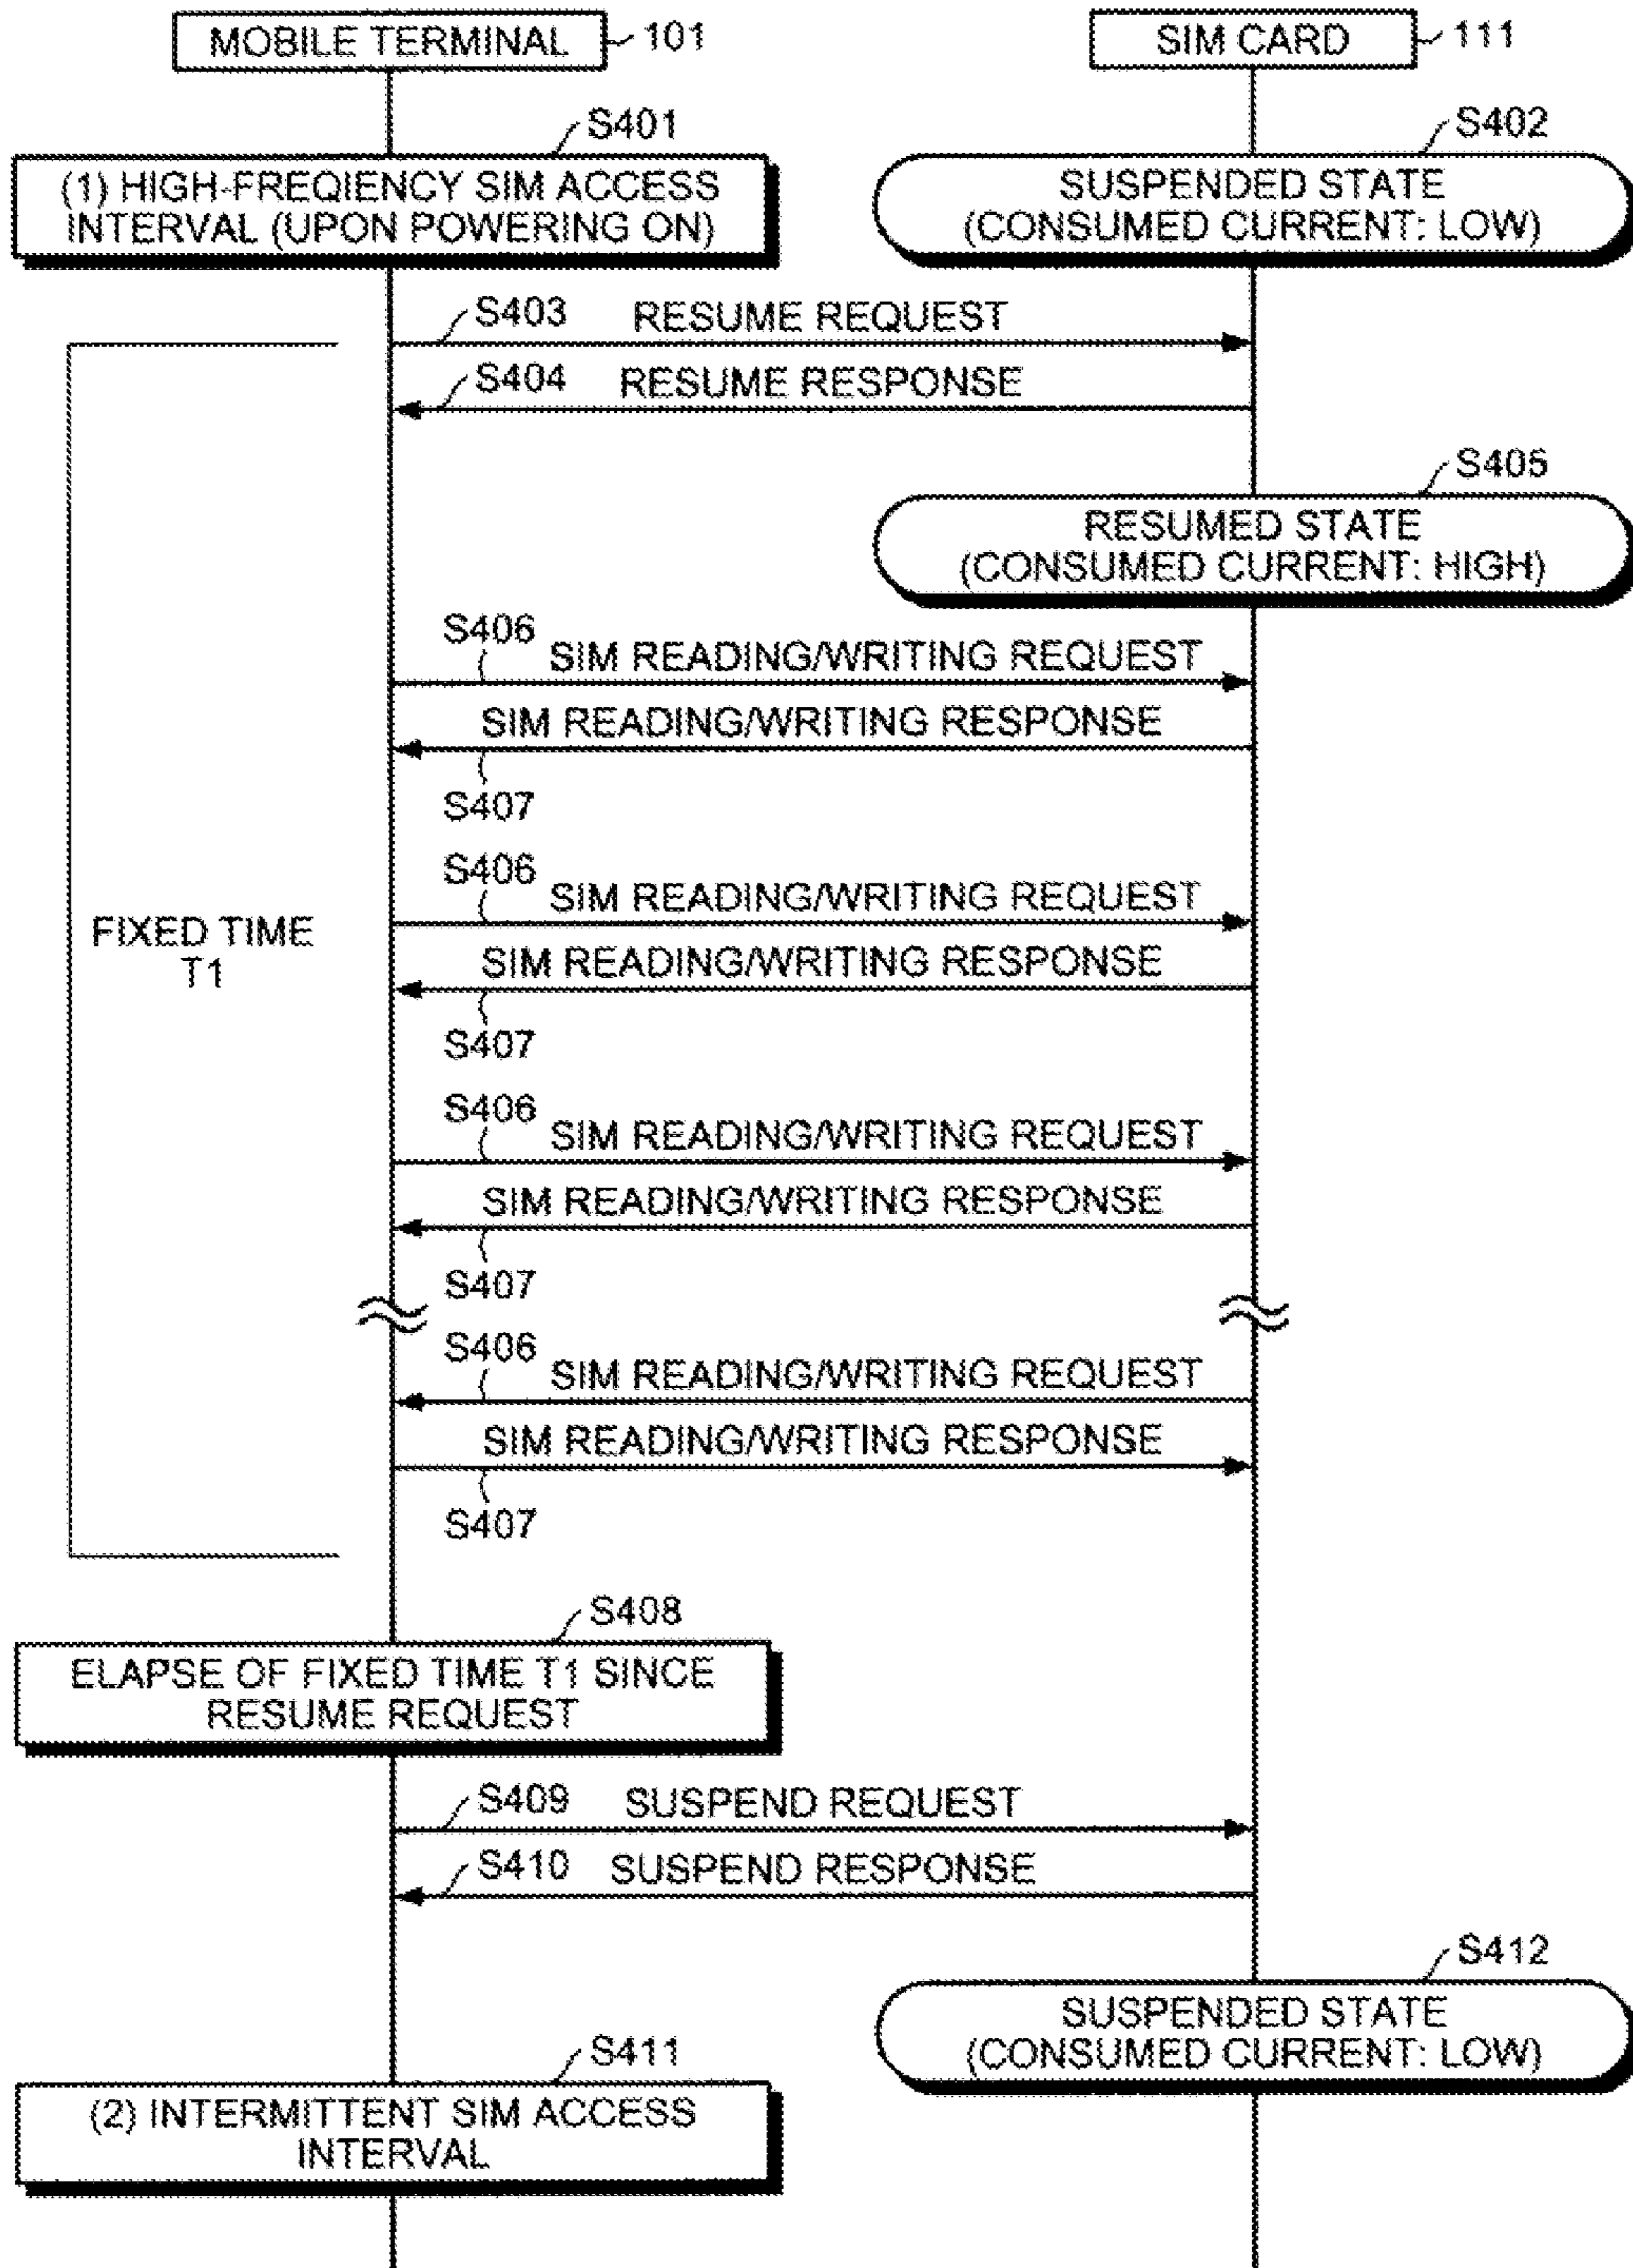 MOBILE TERMINAL 101
SIM CARD 111
S401
S402
(1) HIGH-FREQIENCY SIM ACCESS
INTERVAL (UPON POWERING ON)
SUSPENDED STATE
(CONSUMED CURRENT: LOW)
S403 RESUME REQUEST
S404 RESUME RESPONSE
S405
RESUMED STATE
(CONSUMED CURRENT: HIGH)
S406 SIM READING/WRITING REQUEST
SIM READING/WRITING RESPONSE
S407
S406 SIM READING/WRITING REQUEST
FIXED TIME
T1
SIM READING/WRITING RESPONSE
S407
S406 SIM READING/WRITING REQUEST
SIM READING/WRITING RESPONSE
S407
S406 SIM READING/WRITING REQUEST
SIM READING/WRITING RESPONSE
S407
S408
ELAPSE OF FIXED TIME T1 SINCE
RESUME REQUEST
S409 SUSPEND REQUEST
S410 SUSPEND RESPONSE
S412
SUSPENDED STATE
(CONSUMED CURRENT: LOW)
S411
(2) INTERMITTENT SIM ACCESS
INTERVAL